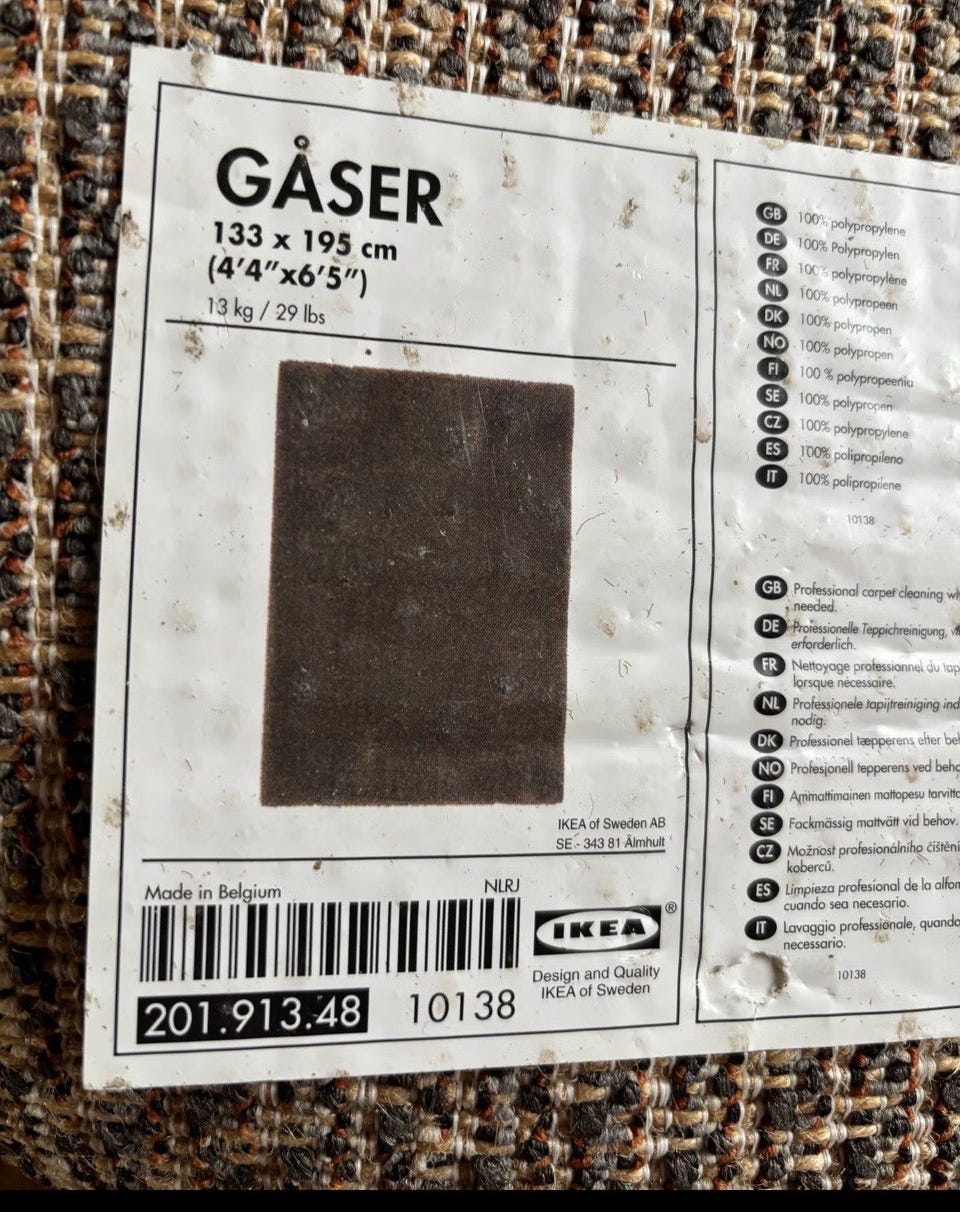 GÅSER
133 x 195 cm
(4'4"x6'5")
13 kg / 29 lbs
IKEA of Sweden AB
SE - 343 81 Älmhult
Made in Belgium
NLRJ
IKEA®
Design and Quality
IKEA of Sweden
201.913.48
10138
GB 100% polypropylene
DE 100% Polypropylen
FR 100% polypropylène
NL 100% polypropeen
DK 100% polypropen
NO 100% polypropen
FI 100 % polypropeenia
SE 100% polypropen
CZ 100% polypropylene
ES 100% polipropileno
IT 100% polipropilene
10138
GB Professional carpet cleaning
needed.
DE Professionelle Teppichreinigung,
erforderlich.
FR Nettoyage professionnel du
lorsque nécessaire.
NL Professionele tapijtreiniging
nodig.
DK Professionel tæpperens efter
NO Profesjonell tepperens ved
FI Ammattimainen mattopesu
SE Fackmässig mattvätt vid behov.
CZ Možnost profesionálního čištění
koberců.
ES Limpieza profesional de la
cuando sea necesario.
IT Lavaggio professionale, quando
necessario.
10138